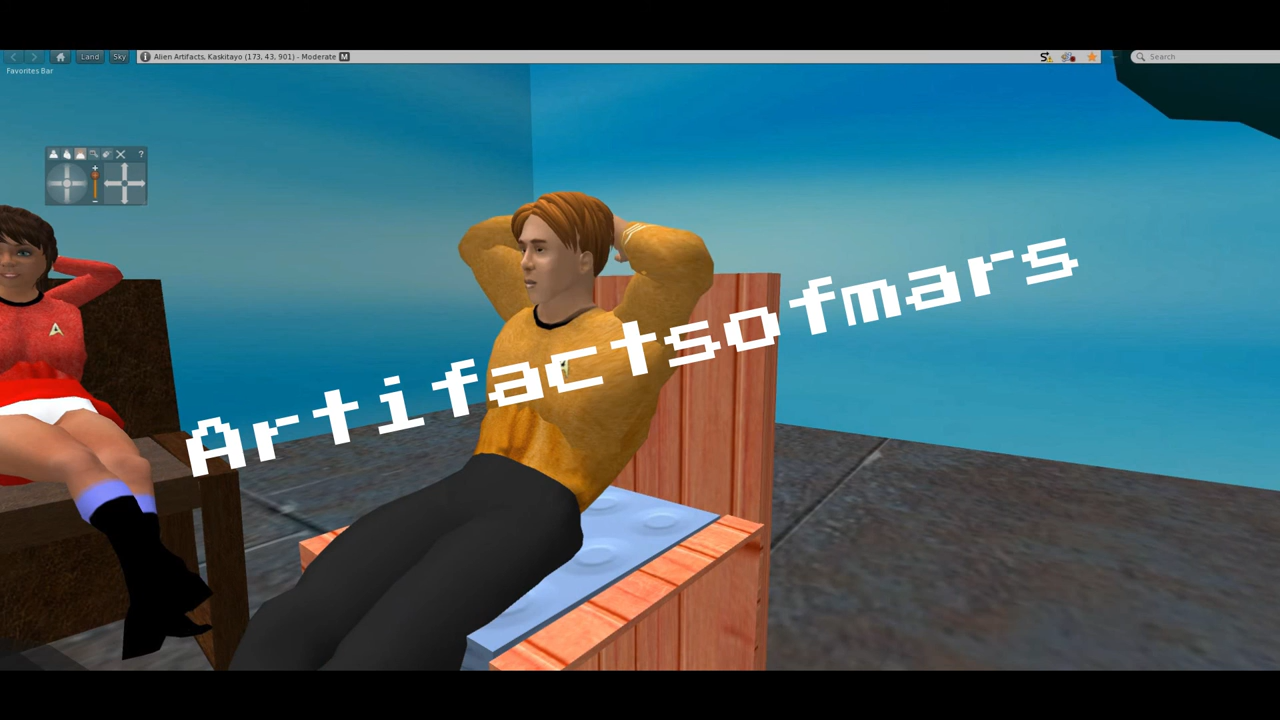 Land Sky Alien Artifacts, Kaskitayo (173, 43, 901) - Moderate M Search
Favorites Bar
?
Artifactsofmars